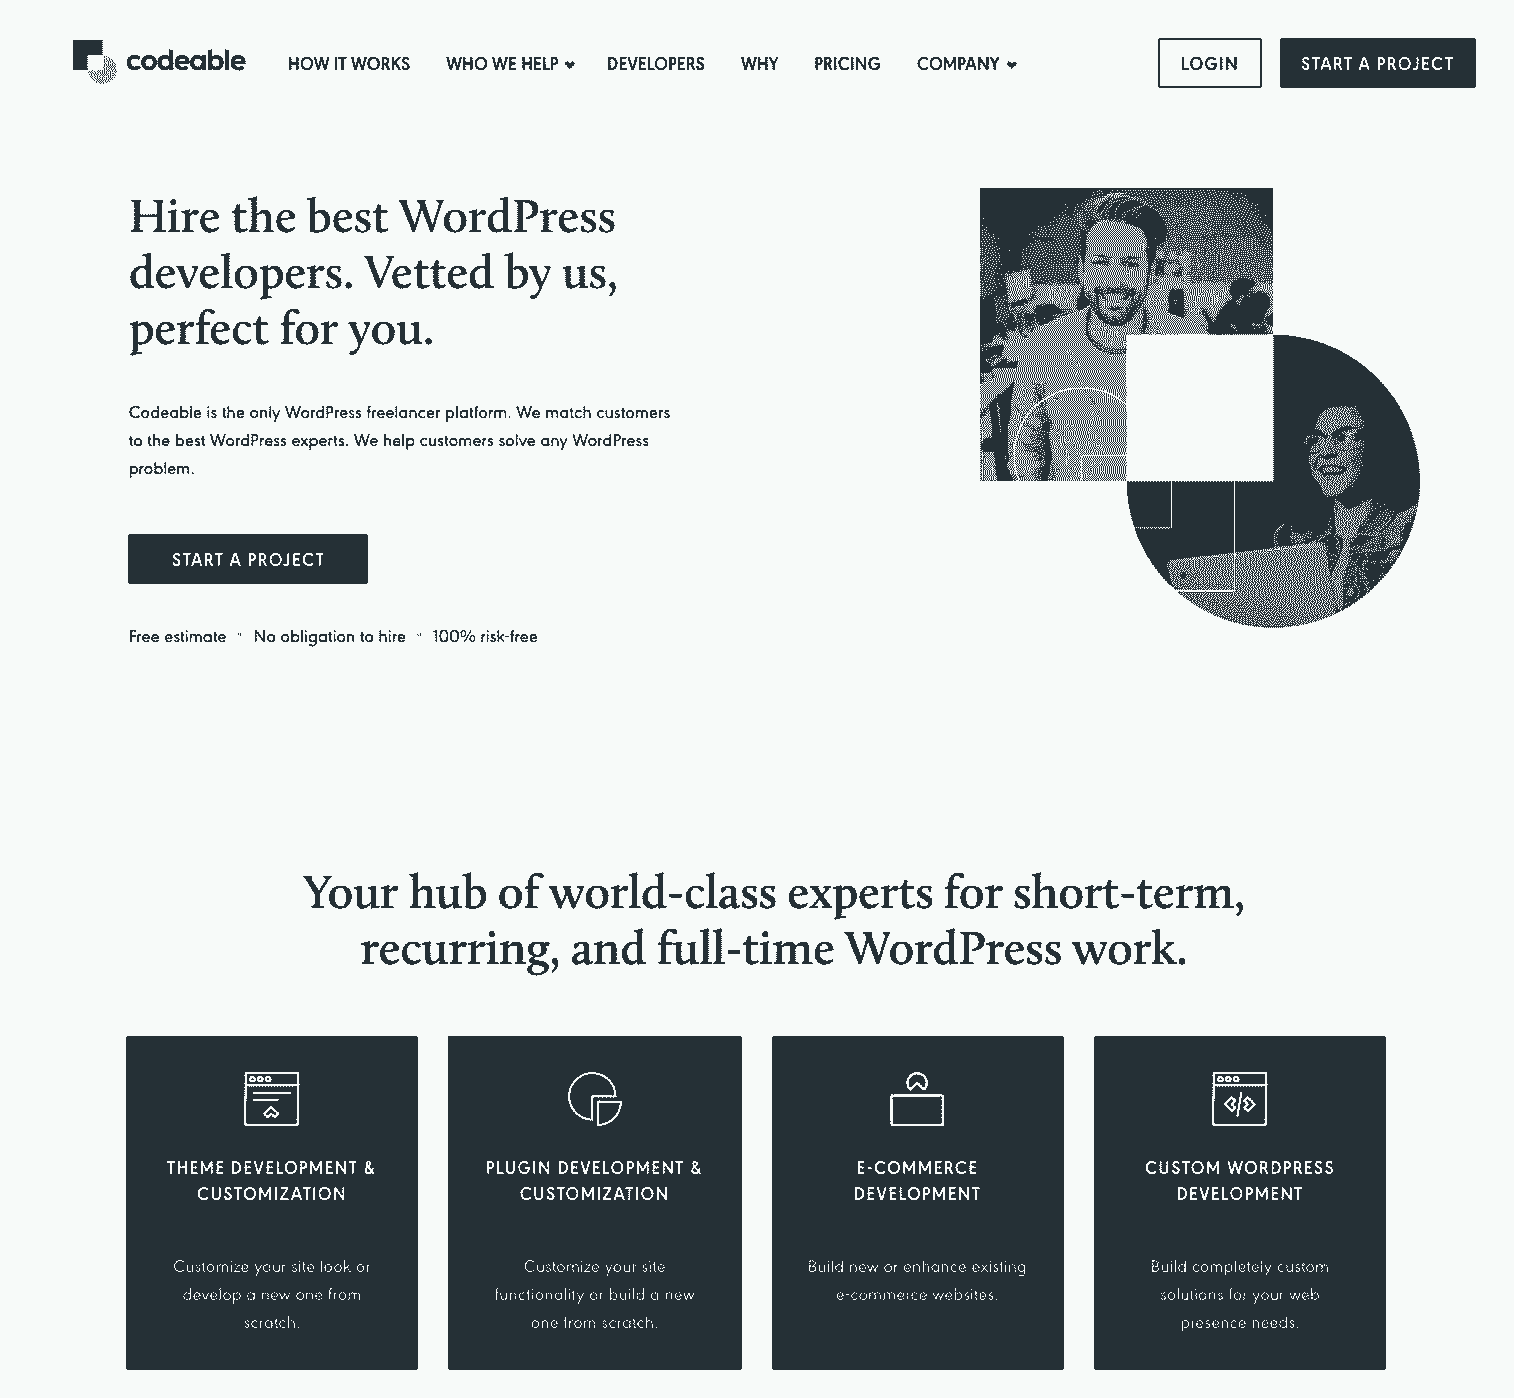 codeable
HOW IT WORKS
WHO WE HELP
DEVELOPERS
WHY
PRICING
COMPANY
LOGIN
START A PROJECT
Hire the best WordPress
developers. Vetted by us,
perfect for you.
Codeable is the only WordPress freelancer platform. We match customers
to the best WordPress experts. We help customers solve any WordPress
problem.
START A PROJECT
Free estimate
No obligation to hire
100% risk-free
Your hub of world-class experts for short-term,
recurring, and full-time WordPress work.
THEME DEVELOPMENT &
CUSTOMIZATION
Customize your site look or
develop a new one from
scratch.
PLUGIN DEVELOPMENT &
CUSTOMIZATION
Customize your site
functionality or build a new
one from scratch.
E-COMMERCE
DEVELOPMENT
Build new or enhance existing
e-commerce websites.
CUSTOM WORDPRESS
DEVELOPMENT
Build completely custom
solutions for your web
presence needs.